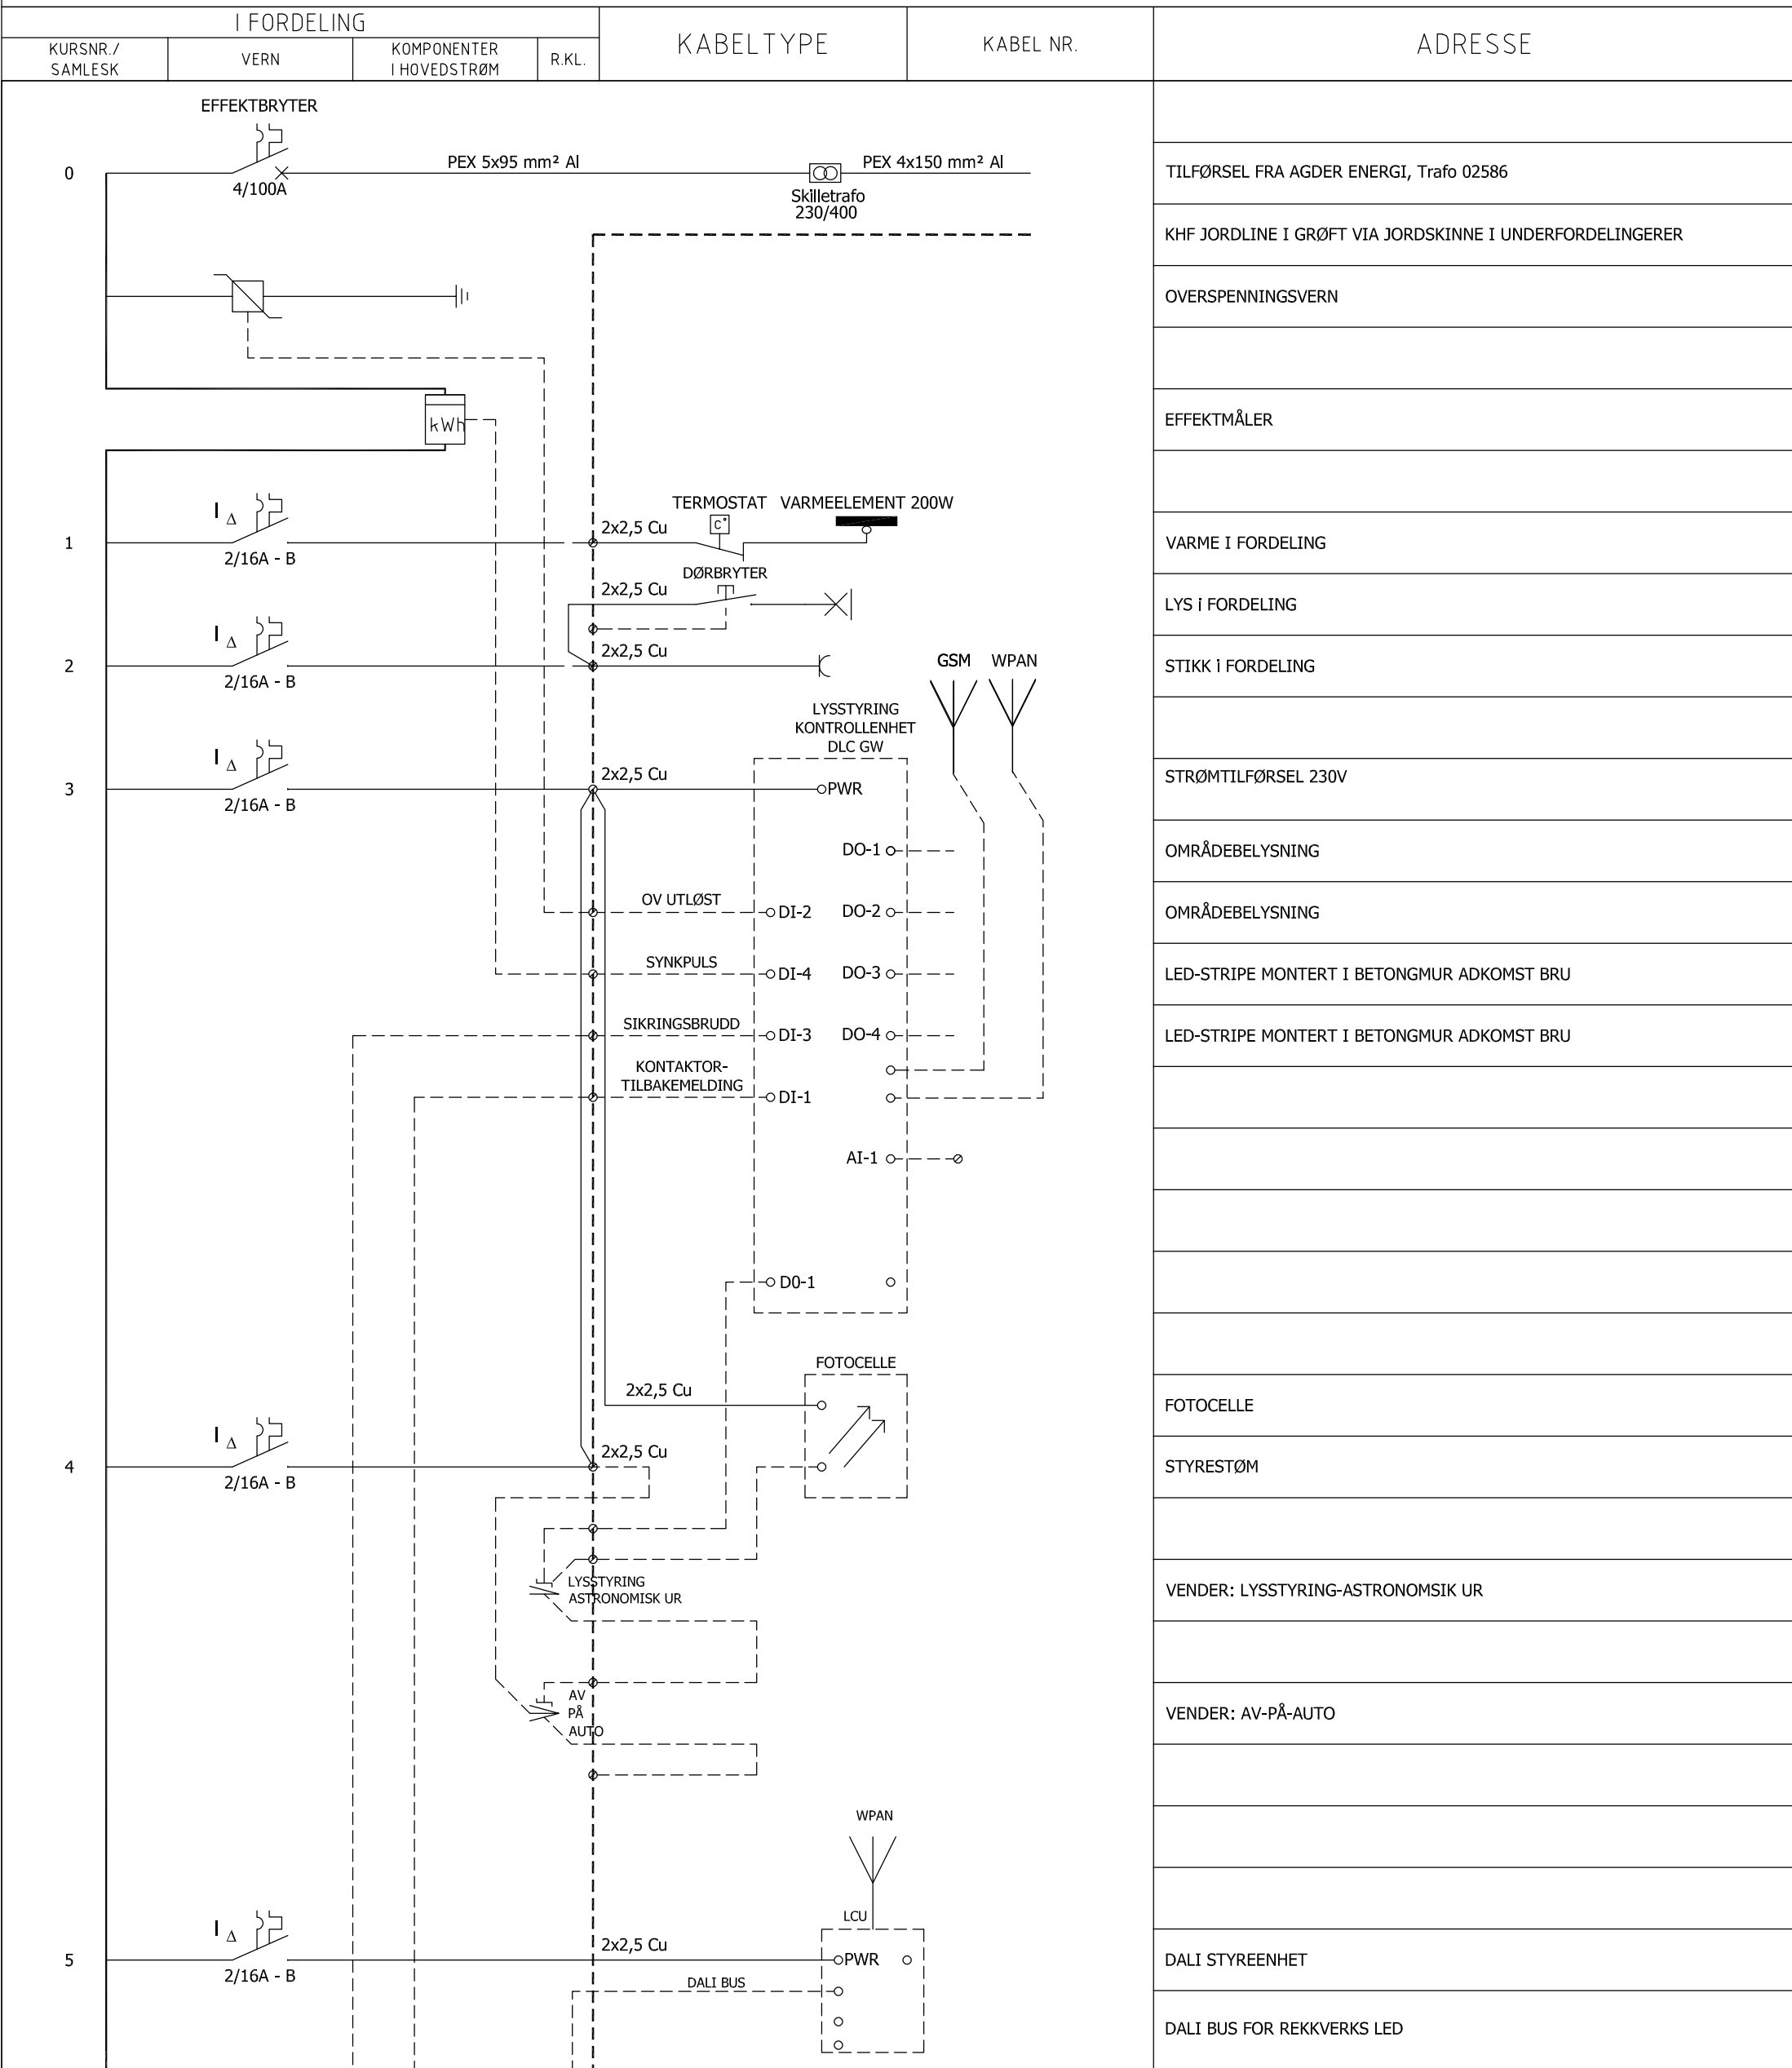 I FORDELING
KURSNR./
SAMLESK
VERN
KOMPONENTER
I HOVEDSTRØM
R.KL.
KABELTYPE
KABEL NR.
ADRESSE
EFFEKTBRYTER
0
4/100A
PEX 5x95 mm² Al
PEX 4x150 mm² Al
Skilletrafo
230/400
TILFØRSEL FRA AGDER ENERGI, Trafo 02586
KHF JORDLINE I GRØFT VIA JORDSKINNE I UNDERFORDELINGERER
OVERSPENNINGSVERN
kWh
EFFEKTMÅLER
TERMOSTAT
VARMEELEMENT 200W
I Δ
2x2,5 Cu
C°
1
2/16A - B
VARME I FORDELING
DØRBRYTER
2x2,5 Cu
LYS i FORDELING
I Δ
2x2,5 Cu
2
2/16A - B
STIKK i FORDELING
GSM
WPAN
LYSSTYRING
KONTROLLENHET
DLC GW
I Δ
2x2,5 Cu
3
2/16A - B
PWR
STRØMTILFØRSEL 230V
DO-1
OMRÅDEBELYSNING
OV UTLØST
DI-2
DO-2
OMRÅDEBELYSNING
SYNKPULS
DI-4
DO-3
LED-STRIPE MONTERT I BETONGMUR ADKOMST BRU
SIKRINGSBRUDD
DI-3
DO-4
LED-STRIPE MONTERT I BETONGMUR ADKOMST BRU
KONTAKTOR-
TILBAKEMELDING
DI-1
AI-1
D0-1
FOTOCELLE
2x2,5 Cu
FOTOCELLE
I Δ
2x2,5 Cu
4
2/16A - B
STYRESTØM
LYSSTYRING
ASTRONOMISK UR
VENDER: LYSSTYRING-ASTRONOMSIK UR
AV
PÅ
AUTO
VENDER: AV-PÅ-AUTO
WPAN
LCU
I Δ
2x2,5 Cu
5
2/16A - B
PWR
DALI STYREENHET
DALI BUS
DALI BUS FOR REKKVERKS LED